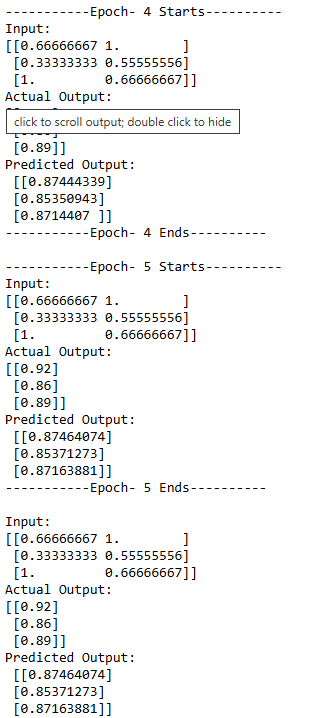 -----------Epoch- 4 Starts----------
Input:
[[0.66666667 1.        ]
 [0.33333333 0.55555556]
 [1.         0.66666667]]
Actual Output:
click to scroll output; double click to hide
 [0.89]]
Predicted Output:
 [[0.87444339]
 [0.85350943]
 [0.8714407 ]]
-----------Epoch- 4 Ends----------
-----------Epoch- 5 Starts----------
Input:
[[0.66666667 1.        ]
 [0.33333333 0.55555556]
 [1.         0.66666667]]
Actual Output:
[[0.92]
 [0.86]
 [0.89]]
Predicted Output:
 [[0.87464074]
 [0.85371273]
 [0.87163881]]
-----------Epoch- 5 Ends----------
Input:
[[0.66666667 1.        ]
 [0.33333333 0.55555556]
 [1.         0.66666667]]
Actual Output:
[[0.92]
 [0.86]
 [0.89]]
Predicted Output:
 [[0.87464074]
 [0.85371273]
 [0.87163881]]